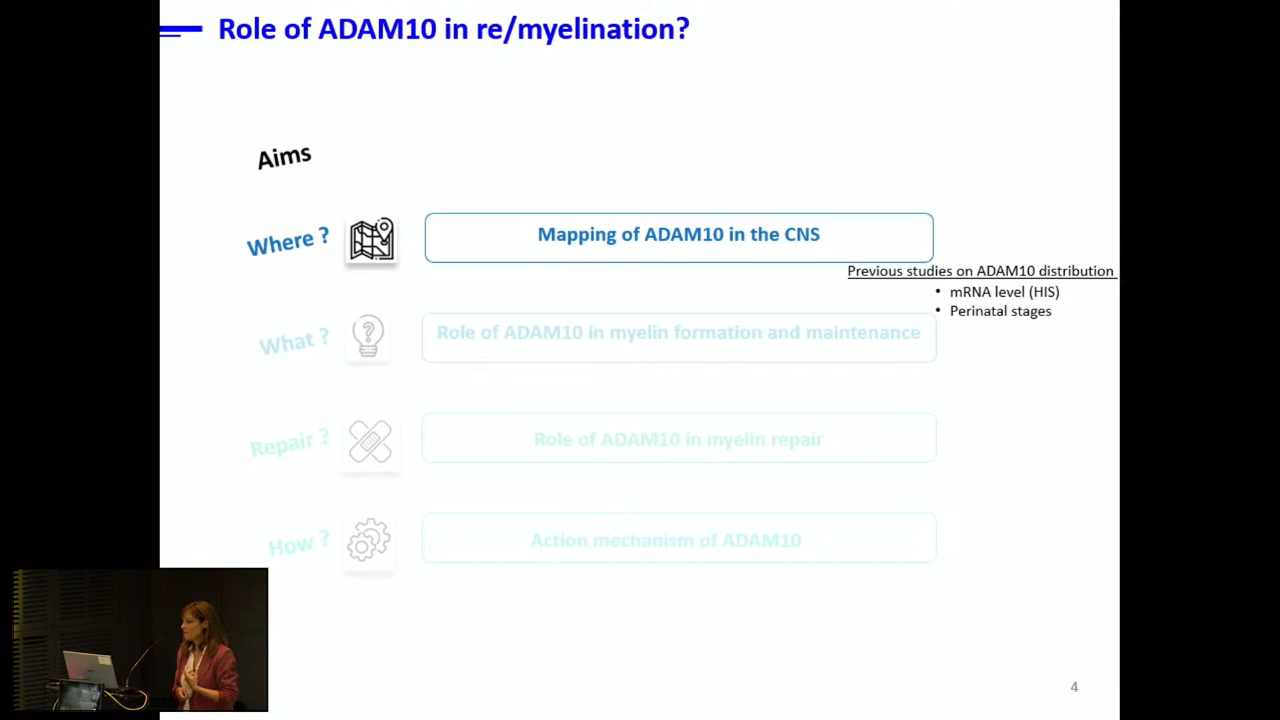 Role of ADAM10 in re/myelination?
Aims
Where ?
Mapping of ADAM10 in the CNS
Previous studies on ADAM10 distribution
• mRNA level (HIS)
• Perinatal stages
What ?
Role of ADAM10 in myelin formation and maintenance
Repair ?
Role of ADAM10 in myelin repair
How ?
Action mechanism of ADAM10
4